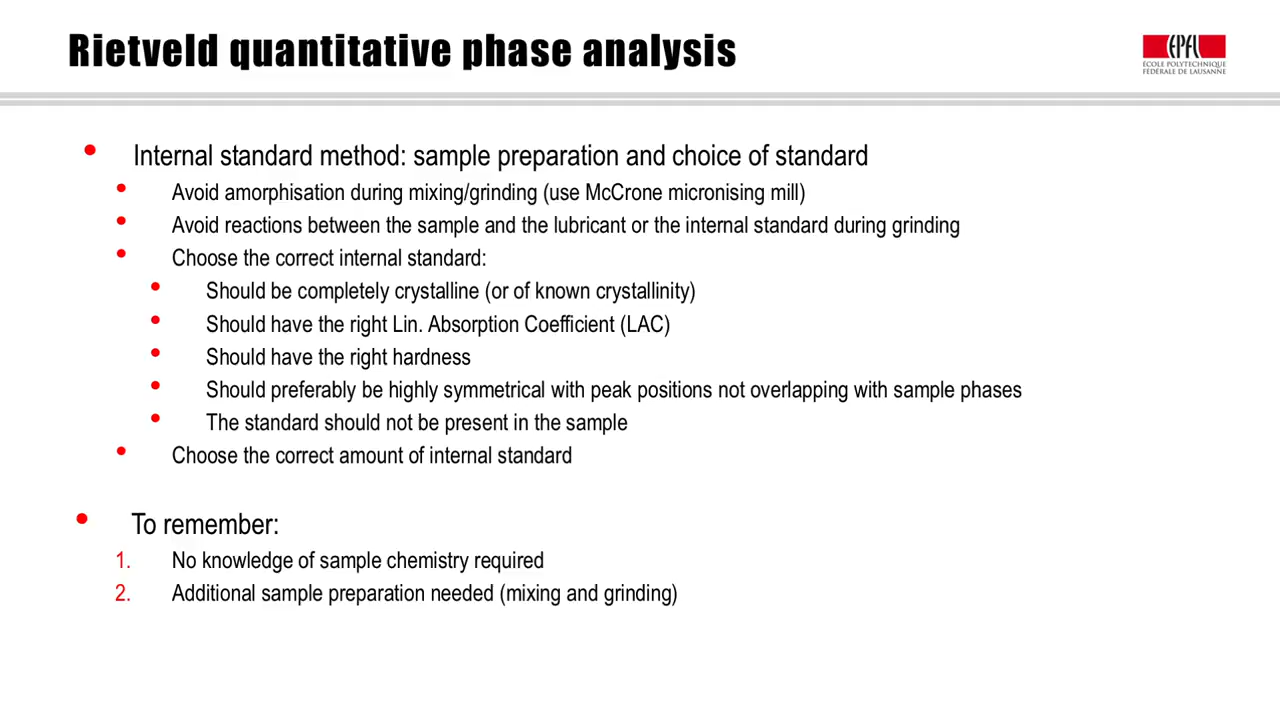 Rietveld quantitative phase analysis
EPFL
ÉCOLE POLYTECHNIQUE
FÉDÉRALE DE LAUSANNE
• Internal standard method: sample preparation and choice of standard
• Avoid amorphisation during mixing/grinding (use McCrone micronising mill)
• Avoid reactions between the sample and the lubricant or the internal standard during grinding
• Choose the correct internal standard:
• Should be completely crystalline (or of known crystallinity)
• Should have the right Lin. Absorption Coefficient (LAC)
• Should have the right hardness
• Should preferably be highly symmetrical with peak positions not overlapping with sample phases
• The standard should not be present in the sample
• Choose the correct amount of internal standard
• To remember:
1. No knowledge of sample chemistry required
2. Additional sample preparation needed (mixing and grinding)